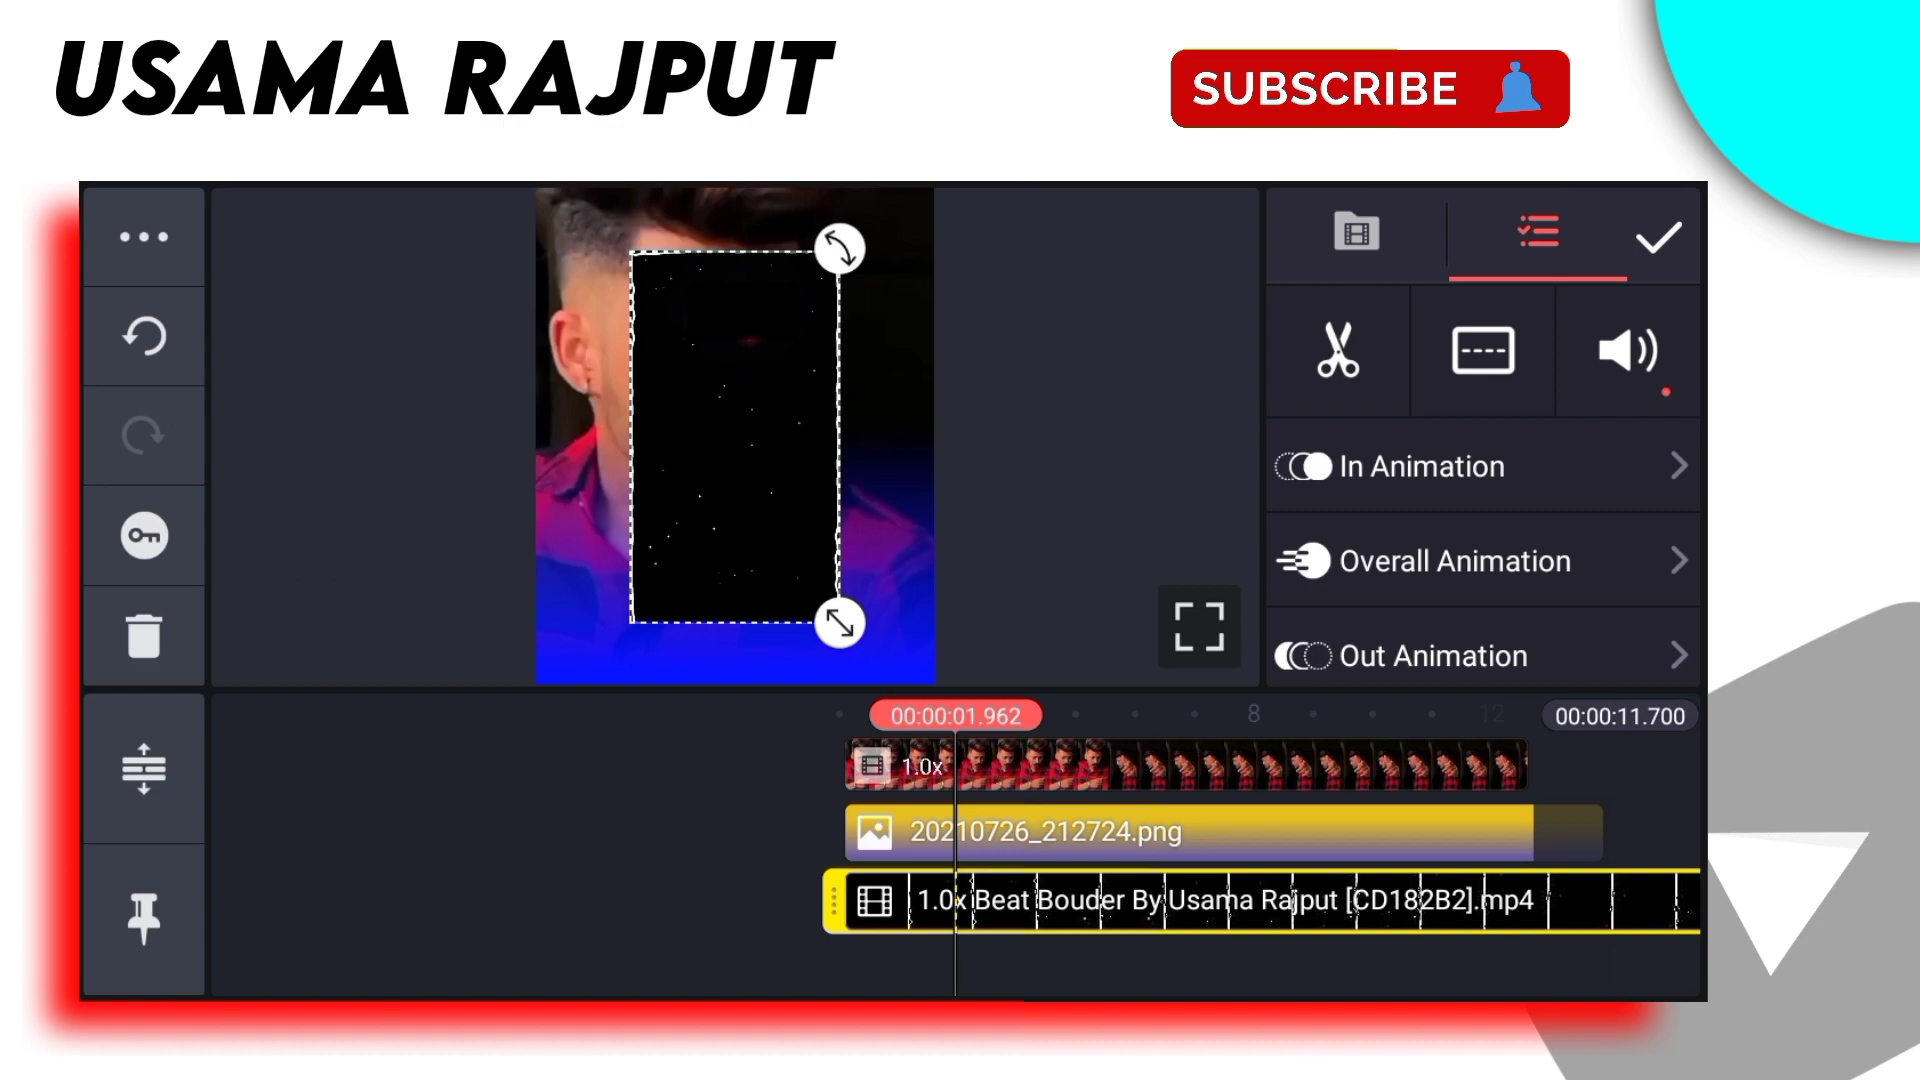 USAMA RAJPUT
SUBSCRIBE
In Animation
Overall Animation
Out Animation
00:00:01.962
8
12
00:00:11.700
1.0x
20210726_212724.png
1.0x Beat Bouder By Usama Rajput [CD182B2].mp4